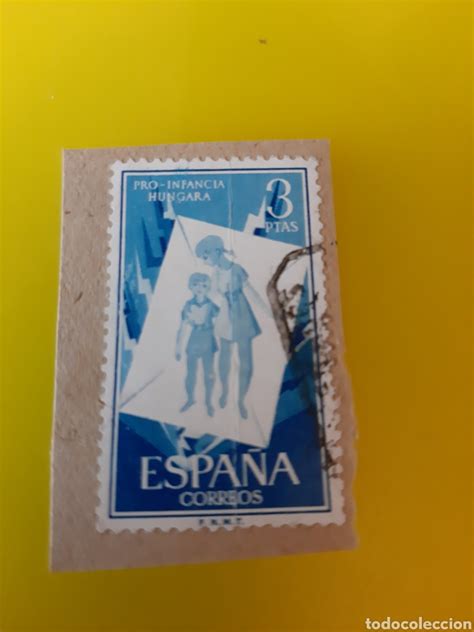 PRO-INFANCIA
HUNGARA
3
PTAS
ESPAÑA
CORREOS
F.N.M.T.
todocoleccion